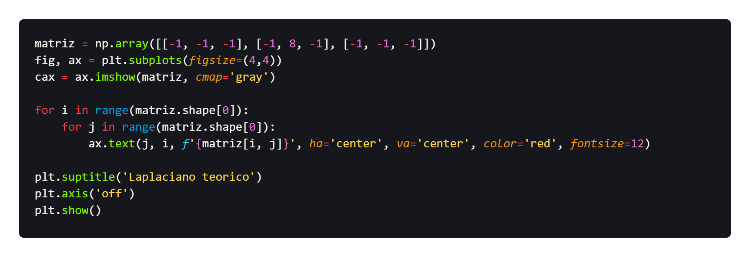 matriz = np.array([[-1, -1, -1], [-1, 8, -1], [-1, -1, -1]])
fig, ax = plt.subplots(figsize=(4,4))
cax = ax.imshow(matriz, cmap='gray')
for i in range(matriz.shape[0]):
    for j in range(matriz.shape[0]):
        ax.text(j, i, f'{matriz[i, j]}', ha='center', va='center', color='red', fontsize=12)
plt.suptitle('Laplaciano teorico')
plt.axis('off')
plt.show()